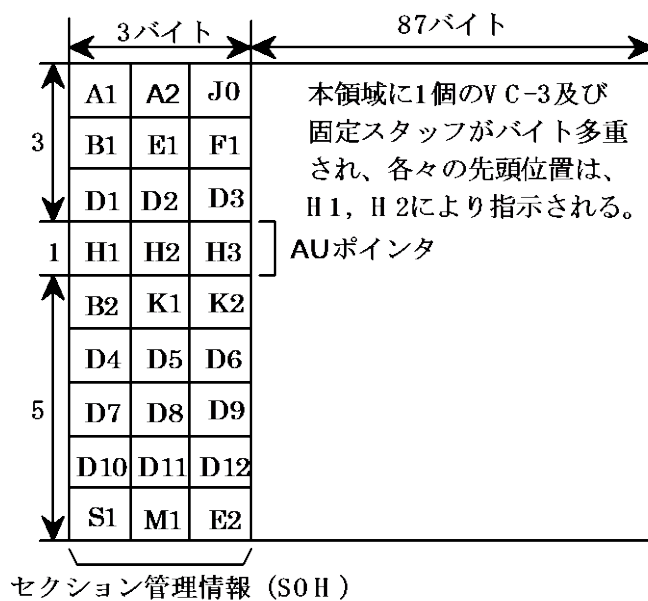 3バイト 87バイト
3
A1 A2 J0
B1 E1 F1
D1 D2 D3
本領域に1個のVC-3及び
固定スタッフがバイト多重
され、各々の先頭位置は、
H1, H2により指示される。
1 H1 H2 H3 AUポインタ
5
B2 K1 K2
D4 D5 D6
D7 D8 D9
D10 D11 D12
S1 M1 E2
セクション管理情報 (SOH)